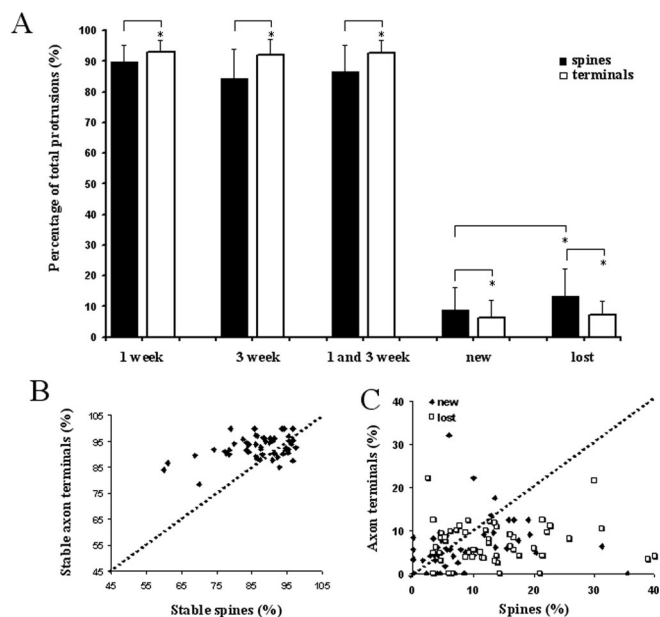 A
Percentage of total protrusions (%)
100
90
80
70
60
50
40
30
20
10
0
* * * * * *
spines
terminals
1 week 3 week 1 and 3 week new lost
B
Stable axon terminals (%)
105
95
85
75
65
55
45
45 55 65 75 85 95 105
Stable spines (%)
C
Axon terminals (%)
new
lost
40
30
20
10
0
0 10 20 30 40
Spines (%)